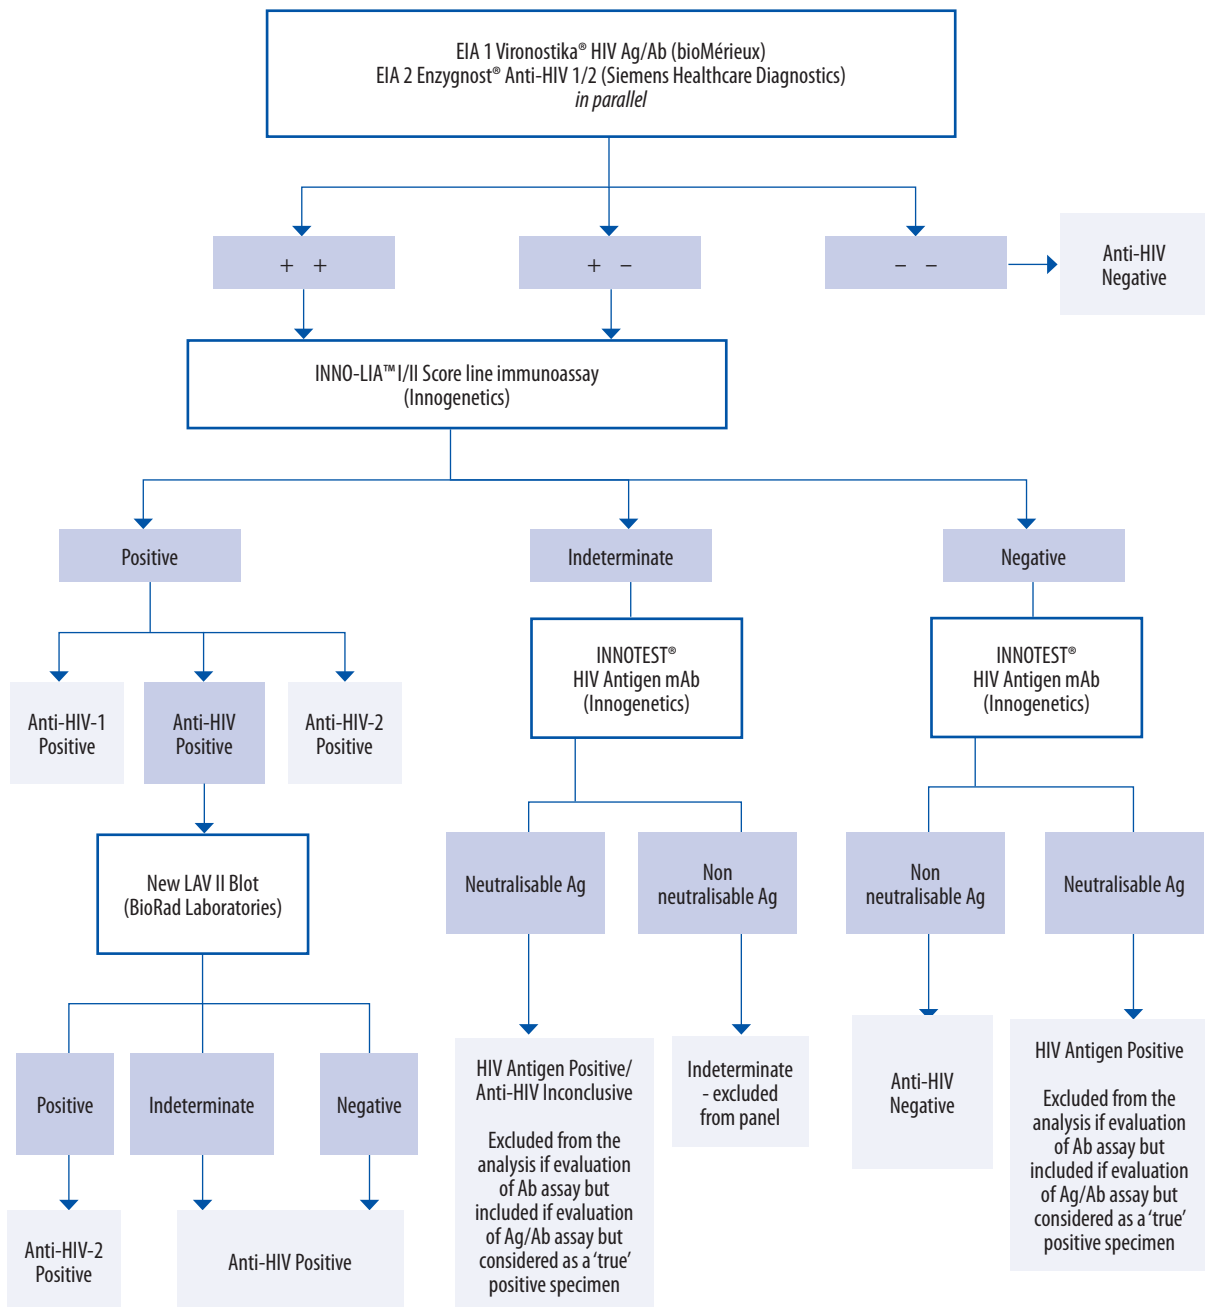 EIA 1 Vironostika® HIV Ag/Ab (bioMérieux)
EIA 2 Enzygnost® Anti-HIV 1/2 (Siemens Healthcare Diagnostics)
in parallel
+ +
+ –
– –
Anti-HIV
Negative
INNO-LIA™ I/II Score line immunoassay
(Innogenetics)
Positive
Indeterminate
Negative
INNOTEST®
HIV Antigen mAb
(Innogenetics)
INNOTEST®
HIV Antigen mAb
(Innogenetics)
Anti-HIV-1
Positive
Anti-HIV
Positive
Anti-HIV-2
Positive
New LAV II Blot
(BioRad Laboratories)
Neutralisable Ag
Non
neutralisable Ag
Non
neutralisable Ag
Neutralisable Ag
Positive
Indeterminate
Negative
HIV Antigen Positive/
Anti-HIV Inconclusive
Excluded from the
analysis if evaluation
of Ab assay but
included if evaluation
of Ag/Ab assay but
considered as a ‘true’
positive specimen
Indeterminate
- excluded
from panel
Anti-HIV
Negative
HIV Antigen Positive
Excluded from the
analysis if evaluation
of Ab assay but
included if evaluation
of Ag/Ab assay but
considered as a ‘true’
positive specimen
Anti-HIV-2
Positive
Anti-HIV Positive